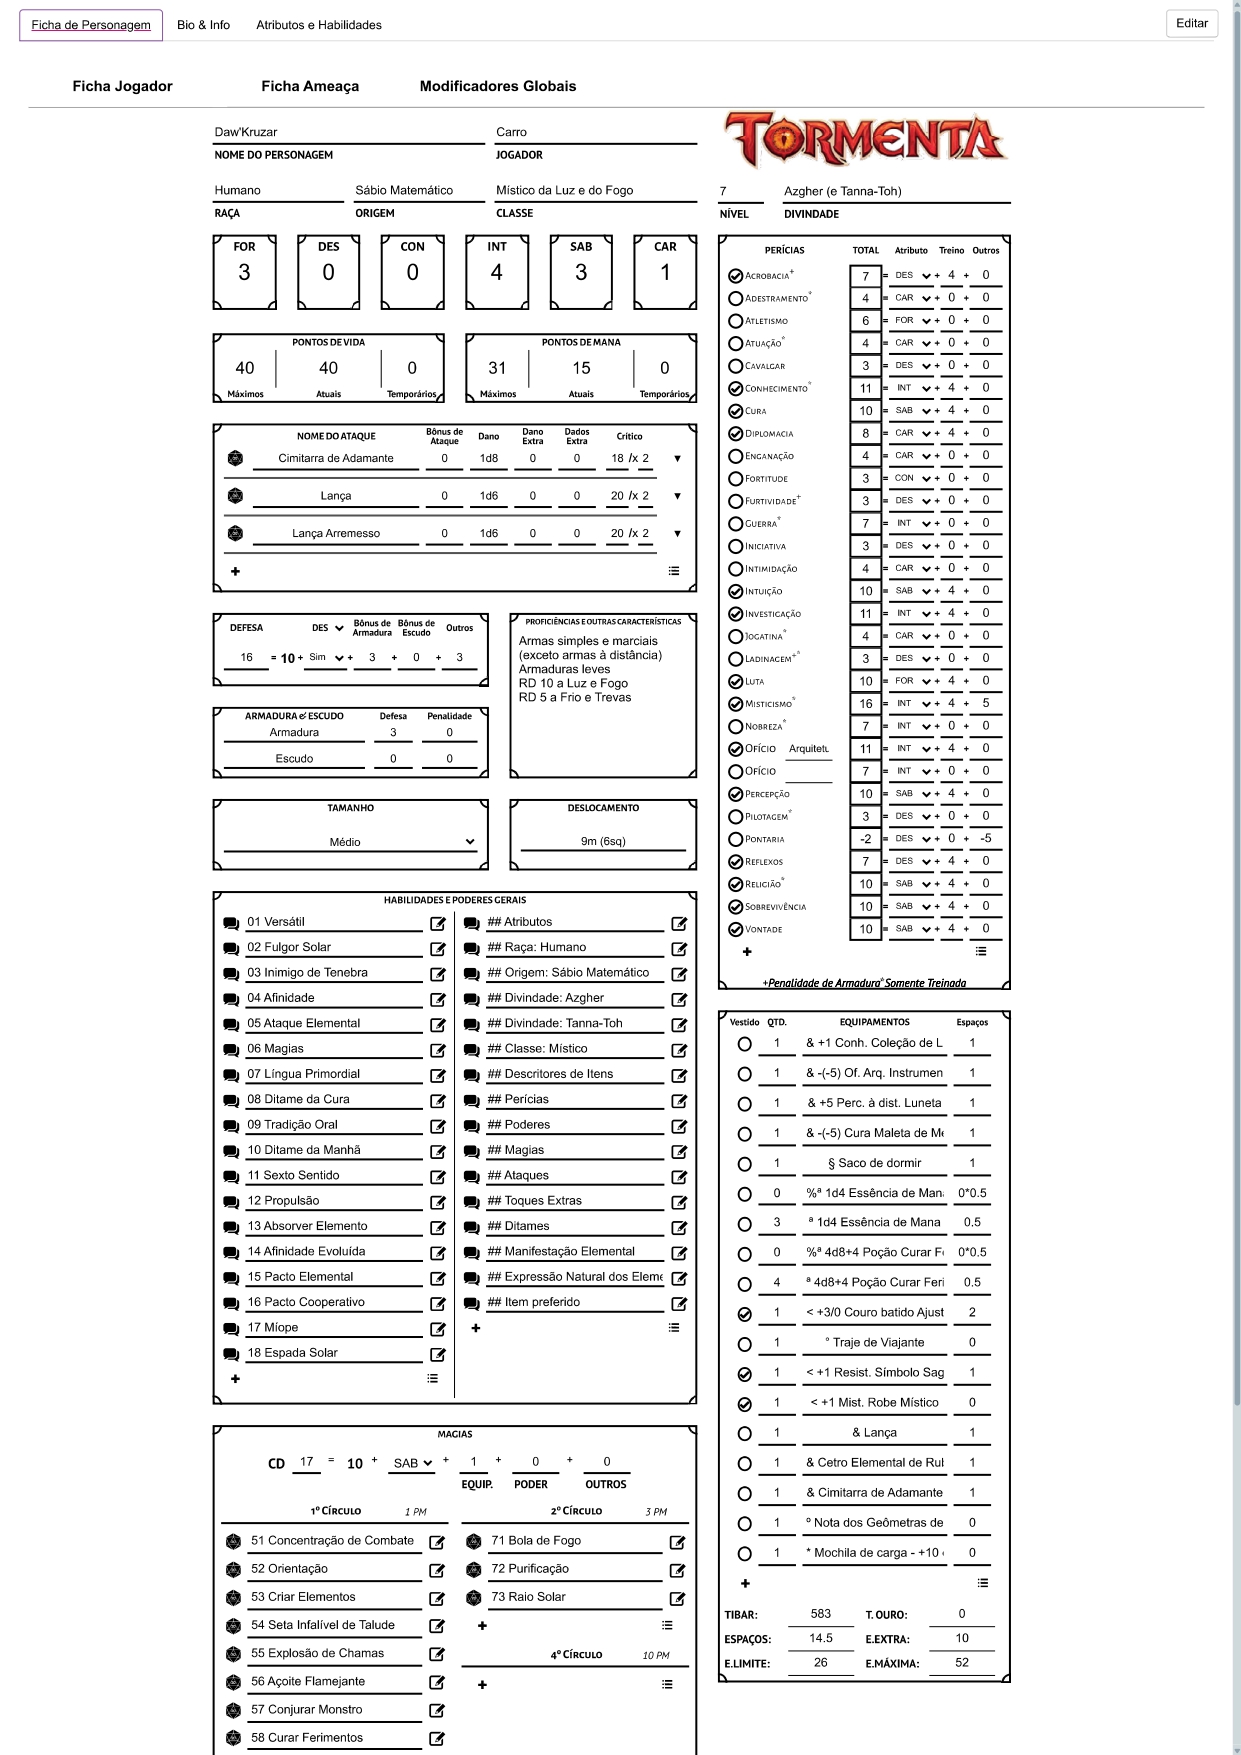 Ficha de Personagem Bio & Info Atributos e Habilidades Editar
Ficha Jogador Ficha Ameaça Modificadores Globais
Daw'Kruzar Carro
NOME DO PERSONAGEM JOGADOR
TORMENTA
Humano Sábio Matemático Místico da Luz e do Fogo 7 Azgher (e Tanna-Toh)
RAÇA ORIGEM CLASSE NÍVEL DIVINDADE
FOR DES CON INT SAB CAR
3 0 0 4 3 1
PONTOS DE VIDA PONTOS DE MANA
40 40 0 31 15 0
Máximos Atuais Temporários Máximos Atuais Temporários
NOME DO ATAQUE Bônus de Ataque Dano Dano Extra Dados Extra Crítico
Cimitarra de Adamante 0 1d8 0 0 18 /x 2 ▼
Lança 0 1d6 0 0 20 /x 2 ▼
Lança Arremesso 0 1d6 0 0 20 /x 2 ▼
+
DEFESA DES Bônus de Armadura Bônus de Escudo Outros
16 = 10 + Sim + 3 + 0 + 3
PROFICIÊNCIAS E OUTRAS CARACTERÍSTICAS
Armas simples e marciais
(exceto armas à distância)
Armaduras leves
RD 10 a Luz e Fogo
RD 5 a Frio e Trevas
ARMADURA & ESCUDO Defesa Penalidade
Armadura 3 0
Escudo 0 0
TAMANHO
Médio
DESLOCAMENTO
9m (6sq)
HABILIDADES E PODERES GERAIS
01 Versátil
02 Fulgor Solar
03 Inimigo de Tenebra
04 Afinidade
05 Ataque Elemental
06 Magias
07 Língua Primordial
08 Ditame da Cura
09 Tradição Oral
10 Ditame da Manhã
11 Sexto Sentido
12 Propulsão
13 Absorver Elemento
14 Afinidade Evoluída
15 Pacto Elemental
16 Pacto Cooperativo
17 Míope
18 Espada Solar
+
## Atributos
## Raça: Humano
## Origem: Sábio Matemático
## Divindade: Azgher
## Divindade: Tanna-Toh
## Classe: Místico
## Descritores de Itens
## Perícias
## Poderes
## Magias
## Ataques
## Toques Extras
## Ditames
## Manifestação Elemental
## Expressão Natural dos Eleme
## Item preferido
+
MAGIAS
CD 17 = 10 + SAB + 1 + 0 + 0
EQUIP. PODER OUTROS
1º CÍRCULO 1 PM
51 Concentração de Combate
52 Orientação
53 Criar Elementos
54 Seta Infalível de Talude
55 Explosão de Chamas
56 Açoite Flamejante
57 Conjurar Monstro
58 Curar Ferimentos
2º CÍRCULO 3 PM
71 Bola de Fogo
72 Purificação
73 Raio Solar
+
4º CÍRCULO 10 PM
+
PERÍCIAS TOTAL Atributo Treino Outros
ACROBACIA+ 7 = DES + 4 + 0
ADESTRAMENTO* 4 = CAR + 0 + 0
ATLETISMO 6 = FOR + 0 + 0
ATUAÇÃO* 4 = CAR + 0 + 0
CAVALGAR 3 = DES + 0 + 0
CONHECIMENTO* 11 = INT + 4 + 0
CURA 10 = SAB + 4 + 0
DIPLOMACIA 8 = CAR + 4 + 0
ENGANAÇÃO 4 = CAR + 0 + 0
FORTITUDE 3 = CON + 0 + 0
FURTIVIDADE+ 3 = DES + 0 + 0
GUERRA* 7 = INT + 0 + 0
INICIATIVA 3 = DES + 0 + 0
INTIMIDAÇÃO 4 = CAR + 0 + 0
INTUIÇÃO 10 = SAB + 4 + 0
INVESTIGAÇÃO 11 = INT + 4 + 0
JOGATINA* 4 = CAR + 0 + 0
LADINAGEM+* 3 = DES + 0 + 0
LUTA 10 = FOR + 4 + 0
MISTICISMO* 16 = INT + 4 + 5
NOBREZA* 7 = INT + 0 + 0
OFÍCIO Arquitetu 11 = INT + 4 + 0
OFÍCIO 7 = INT + 0 + 0
PERCEPÇÃO 10 = SAB + 4 + 0
PILOTAGEM* 3 = DES + 0 + 0
PONTARIA -2 = DES + 0 + -5
REFLEXOS 7 = DES + 4 + 0
RELIGIÃO* 10 = SAB + 4 + 0
SOBREVIVÊNCIA 10 = SAB + 4 + 0
VONTADE 10 = SAB + 4 + 0
+
+Penalidade de Armadura *Somente Treinada
Vestido QTD. EQUIPAMENTOS Espaços
1 & +1 Conh. Coleção de L 1
1 & -(-5) Of. Arq. Instrumen 1
1 & +5 Perc. à dist. Luneta 1
1 & -(-5) Cura Maleta de Me 1
1 § Saco de dormir 1
0 %ª 1d4 Essência de Mana 0*0.5
3 ª 1d4 Essência de Mana 0.5
0 %ª 4d8+4 Poção Curar Fe 0*0.5
4 ª 4d8+4 Poção Curar Feri 0.5
1 < +3/0 Couro batido Ajust 2
1 ° Traje de Viajante 0
1 < +1 Resist. Símbolo Sag 1
1 < +1 Mist. Robe Místico 0
1 & Lança 1
1 & Cetro Elemental de Rub 1
1 & Cimitarra de Adamante 1
1 º Nota dos Geômetras de 0
1 * Mochila de carga - +10 0
+
TIBAR: 583 T. OURO: 0
ESPAÇOS: 14.5 E.EXTRA: 10
E.LIMITE: 26 E.MÁXIMA: 52